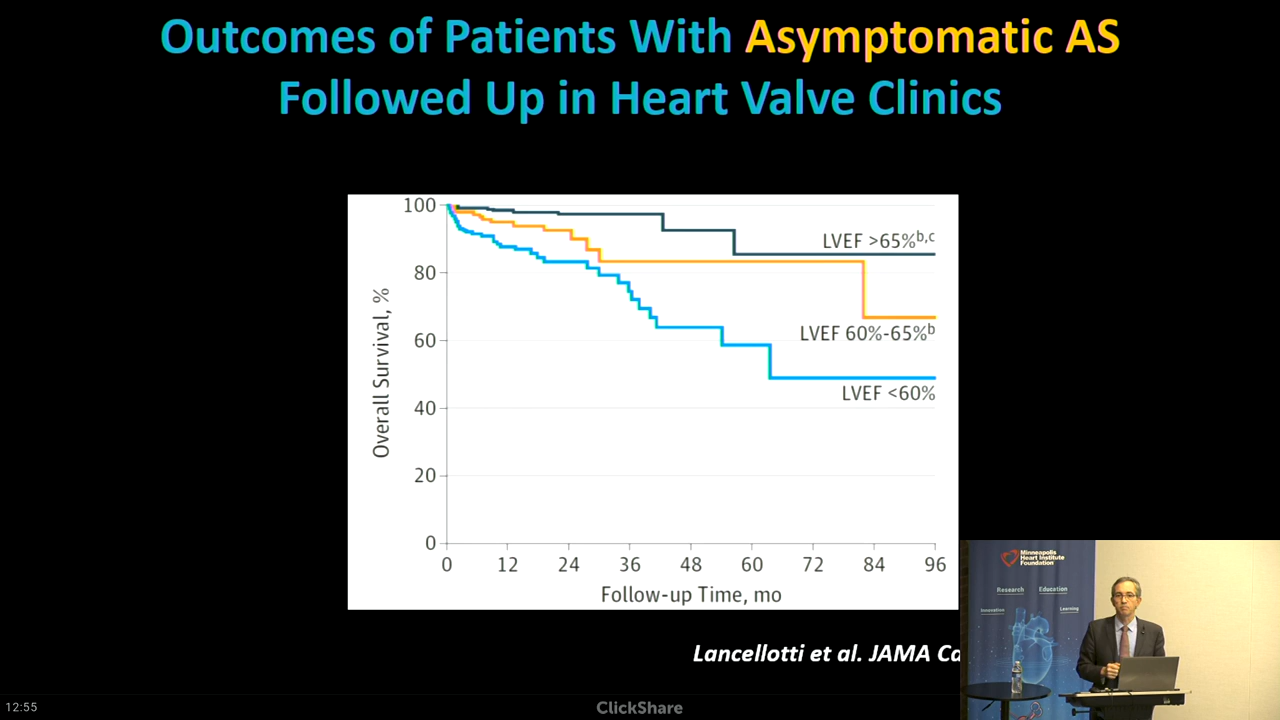 Outcomes of Patients With Asymptomatic AS
Followed Up in Heart Valve Clinics
100
80
60
40
20
0
Overall Survival, %
LVEF >65%b,c
LVEF 60%-65%b
LVEF <60%
0 12 24 36 48 60 72 84 96
Follow-up Time, mo
Lancellotti et al. JAMA Ca
Minneapolis
Heart Institute
Foundation
Research Education
Innovation Learning
12:55
ClickShare